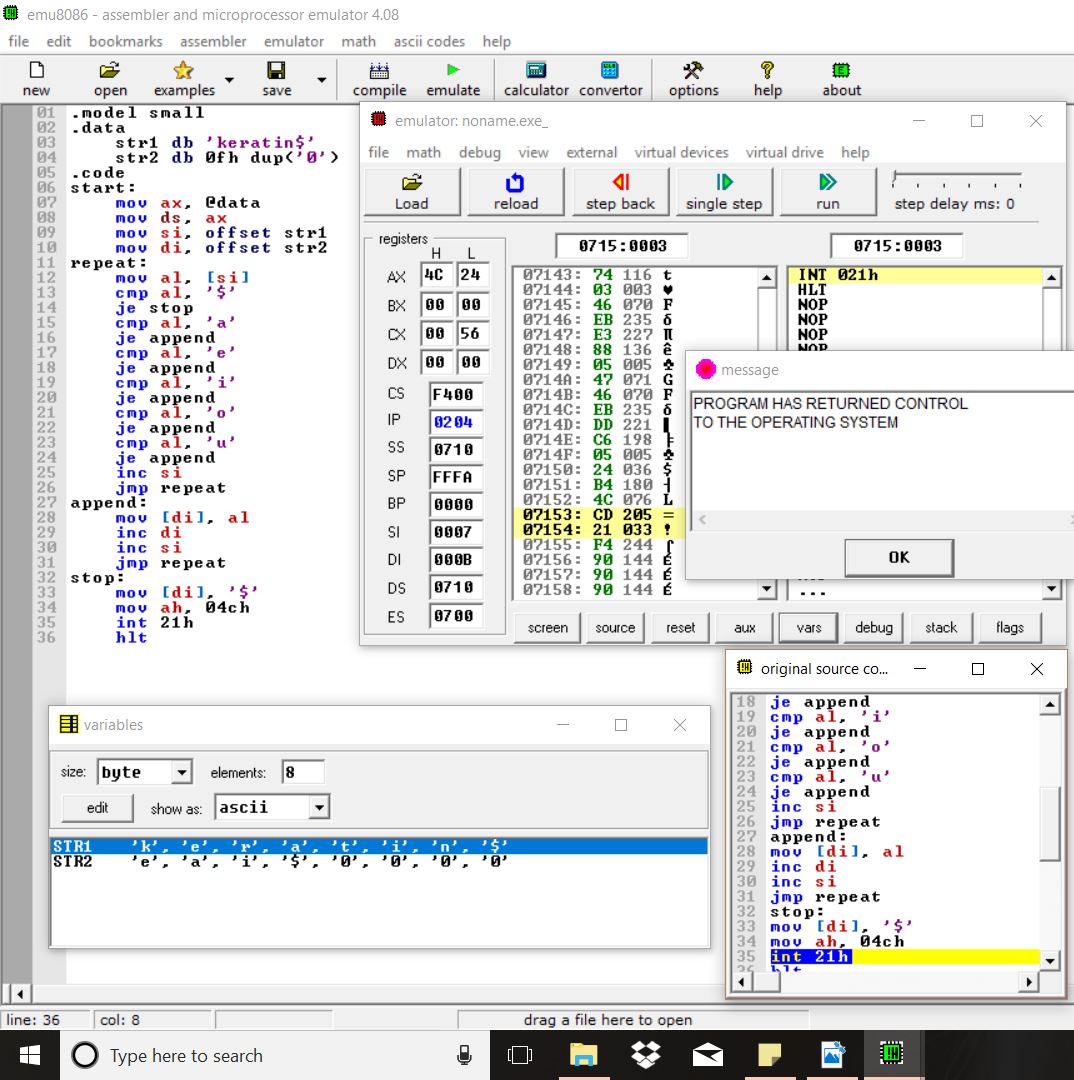 emu8086 - assembler and microprocessor emulator 4.08
file edit bookmarks assembler emulator math ascii codes help
new open examples save compile emulate calculator convertor options help about
01 .model small
02 .data
03 str1 db 'keratin$'
04 str2 db 0fh dup('0')
05 .code
06 start:
07 mov ax, @data
08 mov ds, ax
09 mov si, offset str1
10 mov di, offset str2
11 repeat:
12 mov al, [si]
13 cmp al, '$'
14 je stop
15 cmp al, 'a'
16 je append
17 cmp al, 'e'
18 je append
19 cmp al, 'i'
20 je append
21 cmp al, 'o'
22 je append
23 cmp al, 'u'
24 je append
25 inc si
26 jmp repeat
27 append:
28 mov [di], al
29 inc di
30 inc si
31 jmp repeat
32 stop:
33 mov [di], '$'
34 mov ah, 04ch
35 int 21h
36 hlt
emulator: noname.exe_
file math debug view external virtual devices virtual drive help
Load reload step back single step run step delay ms: 0
registers
H L
AX 4C 24
BX 00 00
CX 00 56
DX 00 00
CS F400
IP 0204
SS 0710
SP FFFA
BP 0000
SI 0007
DI 000B
DS 0710
ES 0700
0715:0003
0715:0003
07143: 74 116 t
07144: 03 003 ♥
07145: 46 070 F
07146: EB 235 δ
07147: E3 227 π
07148: 88 136 ê
07149: 05 005 ♣
0714A: 47 071 G
0714B: 46 070 F
0714C: EB 235 δ
0714D: DD 221 ▌
0714E: C6 198 ╞
0714F: 05 005 ♣
07150: 24 036 $
07151: B4 180 ┤
07152: 4C 076 L
07153: CD 205 =
07154: 21 033 !
07155: F4 244 ⌠
07156: 90 144 É
07157: 90 144 É
07158: 90 144 É
INT 021h
HLT
NOP
NOP
NOP
NOP
...
message
PROGRAM HAS RETURNED CONTROL
TO THE OPERATING SYSTEM
OK
screen source reset aux vars debug stack flags
original source co...
18 je append
19 cmp al, 'i'
20 je append
21 cmp al, 'o'
22 je append
23 cmp al, 'u'
24 je append
25 inc si
26 jmp repeat
27 append:
28 mov [di], al
29 inc di
30 inc si
31 jmp repeat
32 stop:
33 mov [di], '$'
34 mov ah, 04ch
35 int 21h
36 hlt
variables
size: byte elements: 8
edit show as: ascii
STR1 'k', 'e', 'r', 'a', 't', 'i', 'n', '$'
STR2 'e', 'a', 'i', '$', '0', '0', '0', '0'
line: 36 col: 8 drag a file here to open
Type here to search